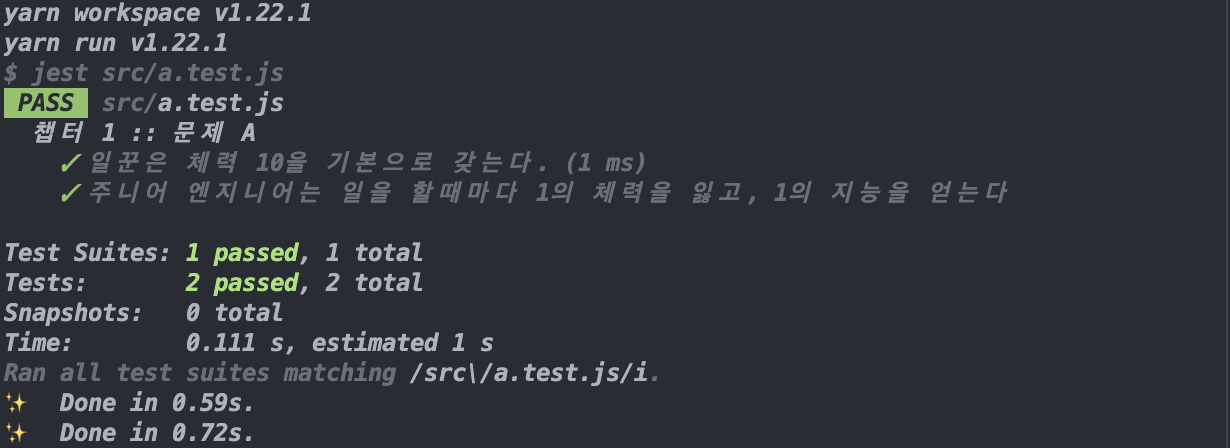 yarn workspace v1.22.1
yarn run v1.22.1
$ jest src/a.test.js
PASS src/a.test.js
챕터 1 :: 문제 A
✓ 일꾼은 체력 10을 기본으로 갖는다. (1 ms)
✓ 주니어 엔지니어는 일을 할때마다 1의 체력을 잃고, 1의 지능을 얻는다
Test Suites: 1 passed, 1 total
Tests: 2 passed, 2 total
Snapshots: 0 total
Time: 0.111 s, estimated 1 s
Ran all test suites matching /src\/a.test.js/i.
✨ Done in 0.59s.
✨ Done in 0.72s.